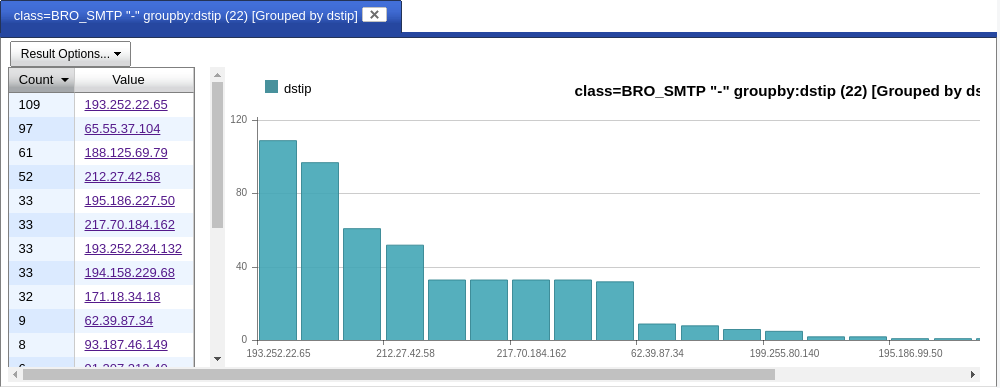 class=BRO_SMTP "-" groupby:dstip (22) [Grouped by dstip]
Result Options...
Count Value
109 193.252.22.65
97 65.55.37.104
61 188.125.69.79
52 212.27.42.58
33 195.186.227.50
33 217.70.184.162
33 193.252.234.132
33 194.158.229.68
32 171.18.34.18
9 62.39.87.34
8 93.187.46.149
dstip
class=BRO_SMTP "-" groupby:dstip (22) [Grouped by ds
120
80
40
0
193.252.22.65 212.27.42.58 217.70.184.162 62.39.87.34 199.255.80.140 195.186.99.50